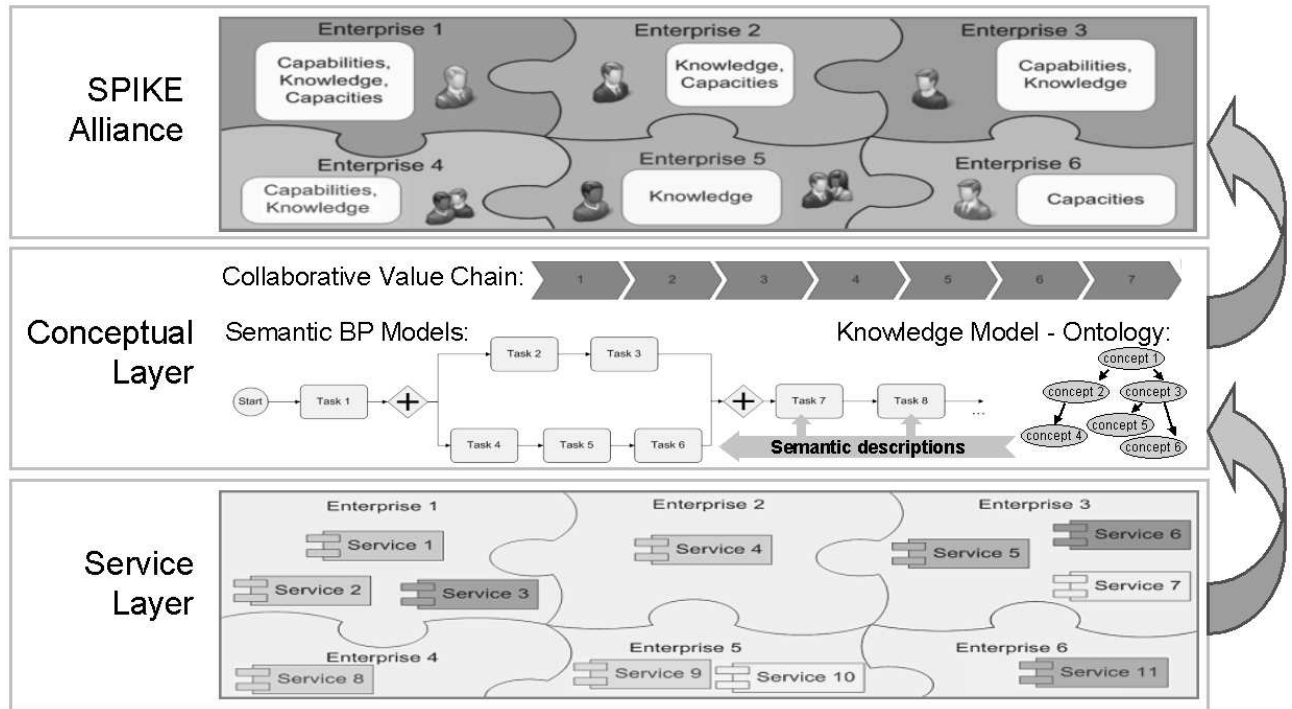 SPIKE
Alliance
Enterprise 1
Capabilities,
Knowledge,
Capacities
Enterprise 2
Knowledge,
Capacities
Enterprise 3
Capabilities,
Knowledge
Enterprise 4
Capabilities,
Knowledge
Enterprise 5
Knowledge
Enterprise 6
Capacities
Conceptual
Layer
Collaborative Value Chain:
1
2
3
4
5
6
7
Semantic BP Models:
Knowledge Model - Ontology:
Start
Task 1
Task 2
Task 3
Task 4
Task 5
Task 6
Task 7
Task 8
...
Semantic descriptions
concept 1
concept 2
concept 3
concept 4
concept 5
concept 6
Service
Layer
Enterprise 1
Service 1
Service 2
Service 3
Enterprise 2
Service 4
Enterprise 3
Service 5
Service 6
Service 7
Enterprise 4
Service 8
Enterprise 5
Service 9
Service 10
Enterprise 6
Service 11